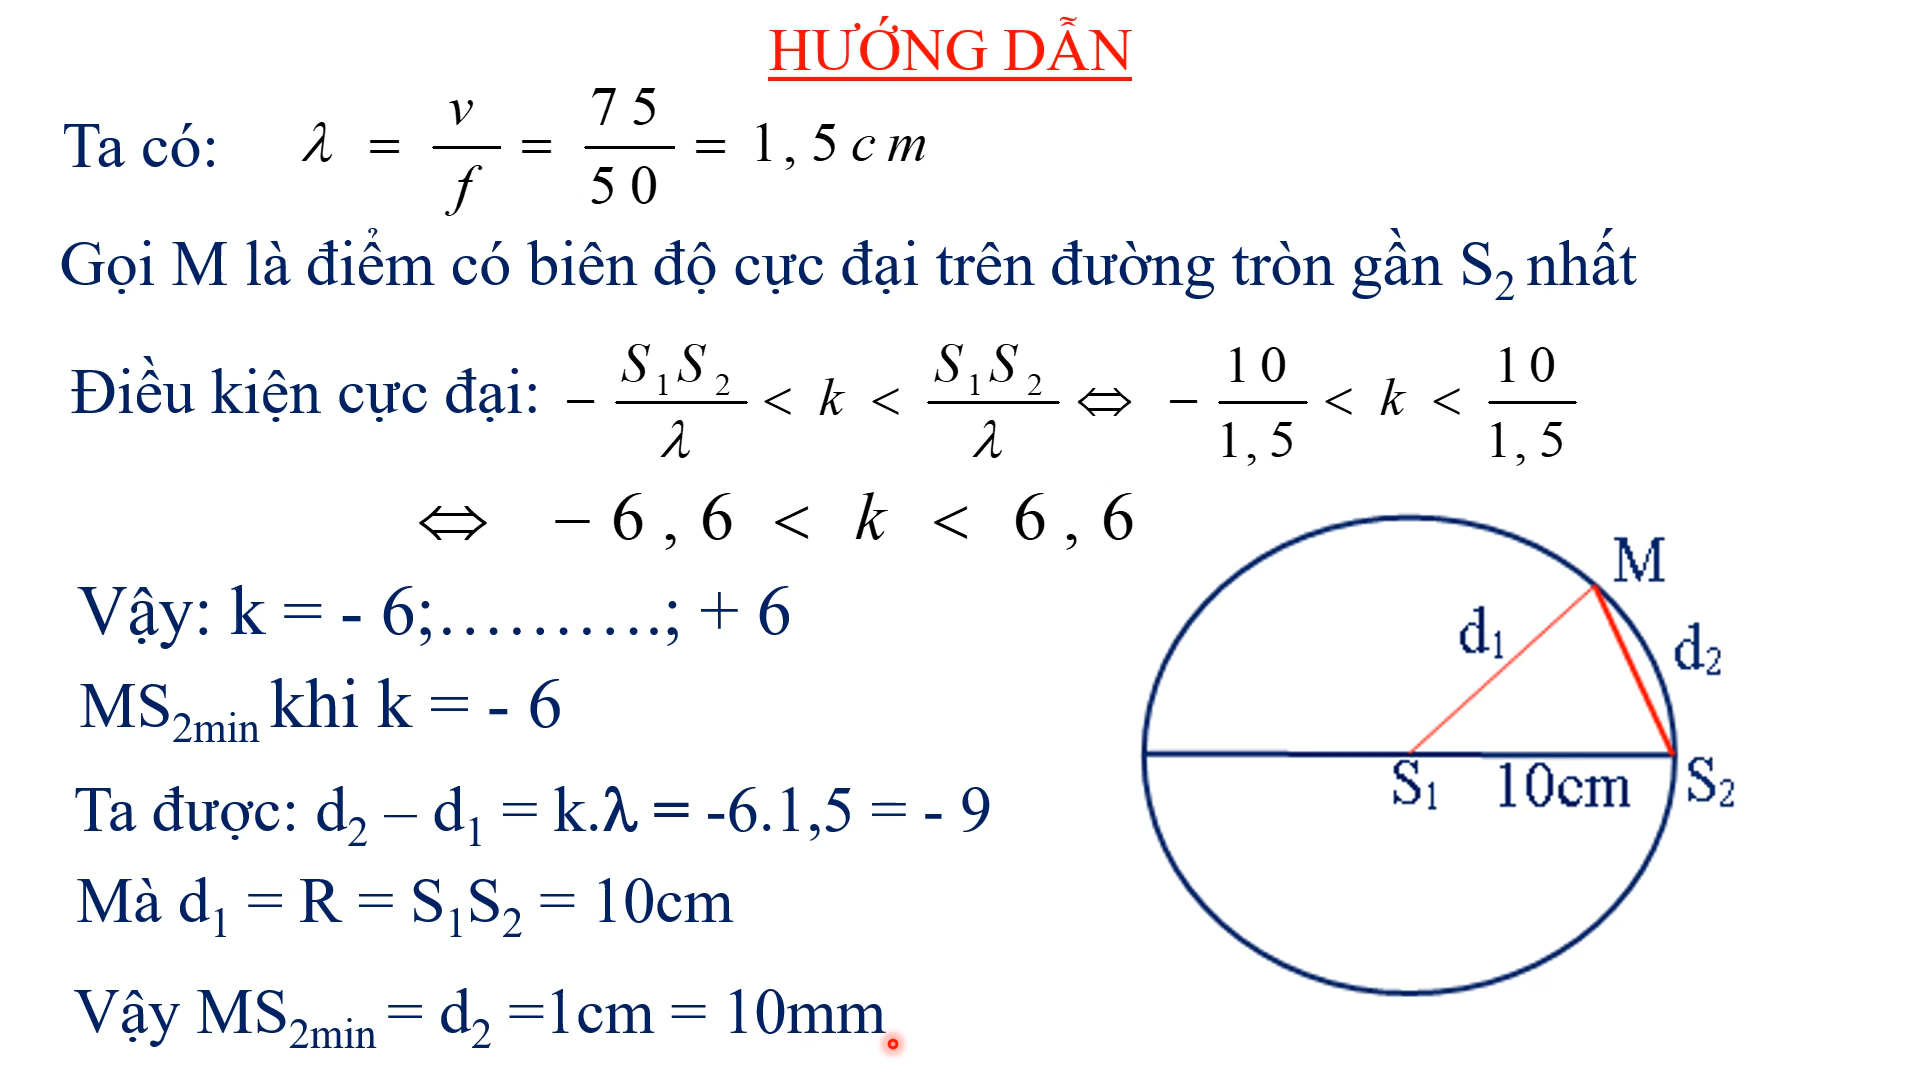 HƯỚNG DẪN
Ta có: λ = v/f = 75/50 = 1,5cm
Gọi M là điểm có biên độ cực đại trên đường tròn gần S₂ nhất
Điều kiện cực đại: − S₁S₂/λ < k < S₁S₂/λ ⇔ − 10/1,5 < k < 10/1,5
⇔ − 6,6 < k < 6,6
Vậy: k = - 6;……….; + 6
MS₂min khi k = - 6
Ta được: d₂ – d₁ = k.λ = -6.1,5 = - 9
Mà d₁ = R = S₁S₂ = 10cm
Vậy MS₂min = d₂ =1cm = 10mm
M
d₁
d₂
S₁
10cm
S₂